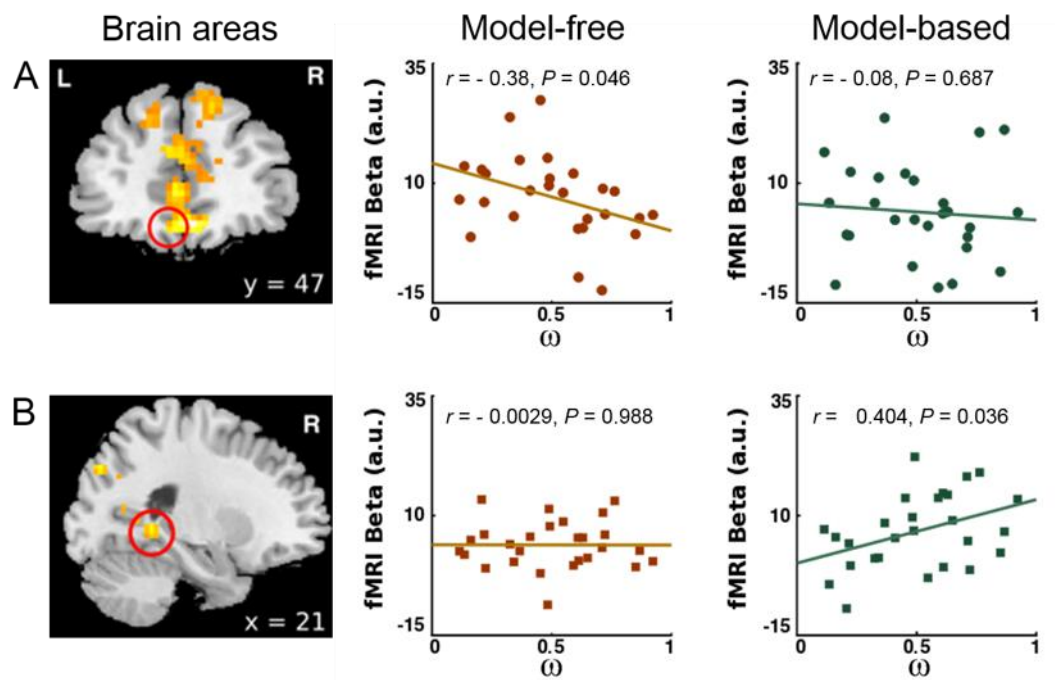 Brain areas
Model-free
Model-based
A
L
R
y = 47
fMRI Beta (a.u.)
35
10
-15
r = - 0.38, P = 0.046
0
0.5
1
ω
fMRI Beta (a.u.)
35
10
-15
r = - 0.08, P = 0.687
0
0.5
1
ω
B
R
x = 21
fMRI Beta (a.u.)
35
10
-15
r = - 0.0029, P = 0.988
0
0.5
1
ω
fMRI Beta (a.u.)
35
10
-15
r = 0.404, P = 0.036
0
0.5
1
ω